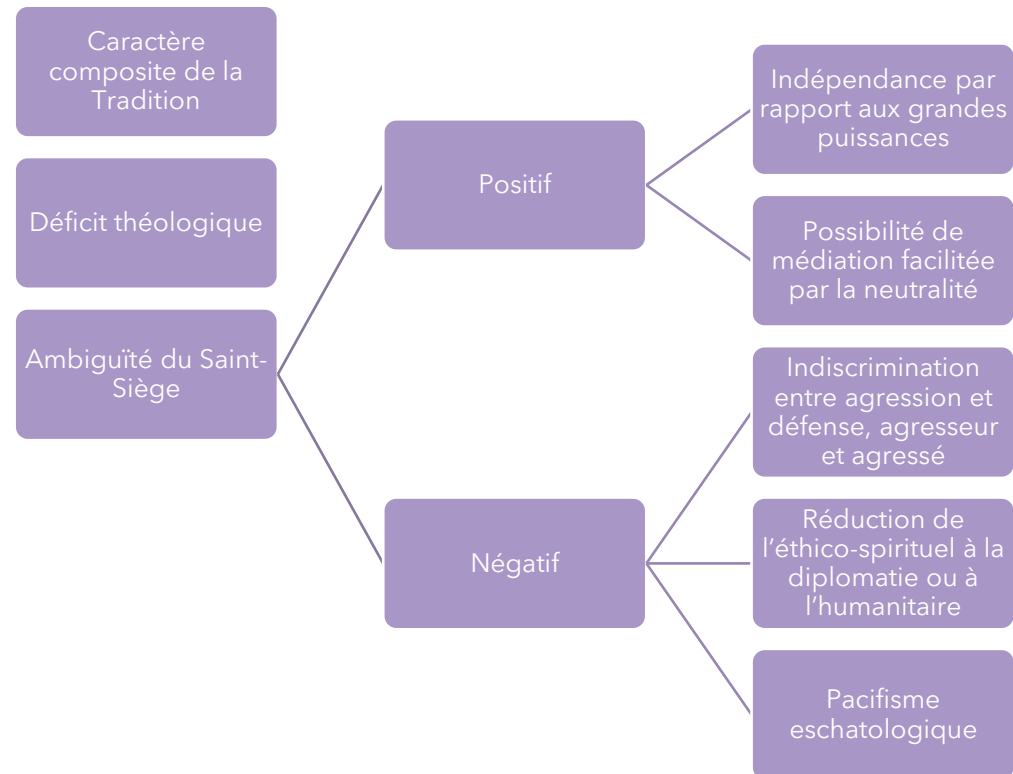 Caractère
composite de la
Tradition
Déficit théologique
Ambiguïté du Saint-
Siège
Positif
Négatif
Indépendance par
rapport aux grandes
puissances
Possibilité de
médiation facilitée
par la neutralité
Indiscrimination
entre agression et
défense, agresseur
et agressé
Réduction de
l’éthico-spirituel à la
diplomatie ou à
l’humanitaire
Pacifisme
eschatologique